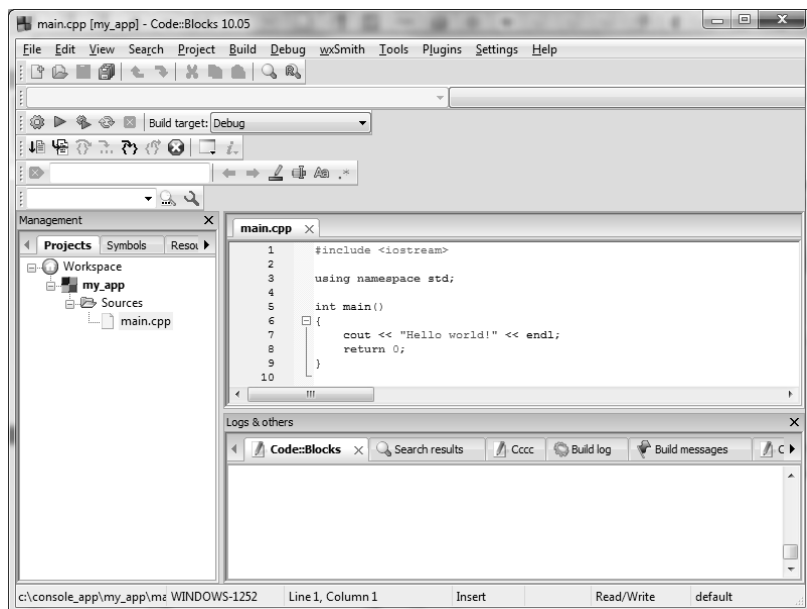 main.cpp [my_app] - Code::Blocks 10.05
File Edit View Search Project Build Debug wxSmith Tools Plugins Settings Help
Build target: Debug
Management
Projects Symbols
Workspace
my_app
Sources
main.cpp
main.cpp
1 #include <iostream>
2
3 using namespace std;
4
5 int main()
6 {
7 cout << "Hello world!" << endl;
8 return 0;
9 }
10
Logs & others
Code::Blocks Search results Cccc Build log Build messages
c:\console_app\my_app\ma WINDOWS-1252 Line 1, Column 1 Insert Read/Write default